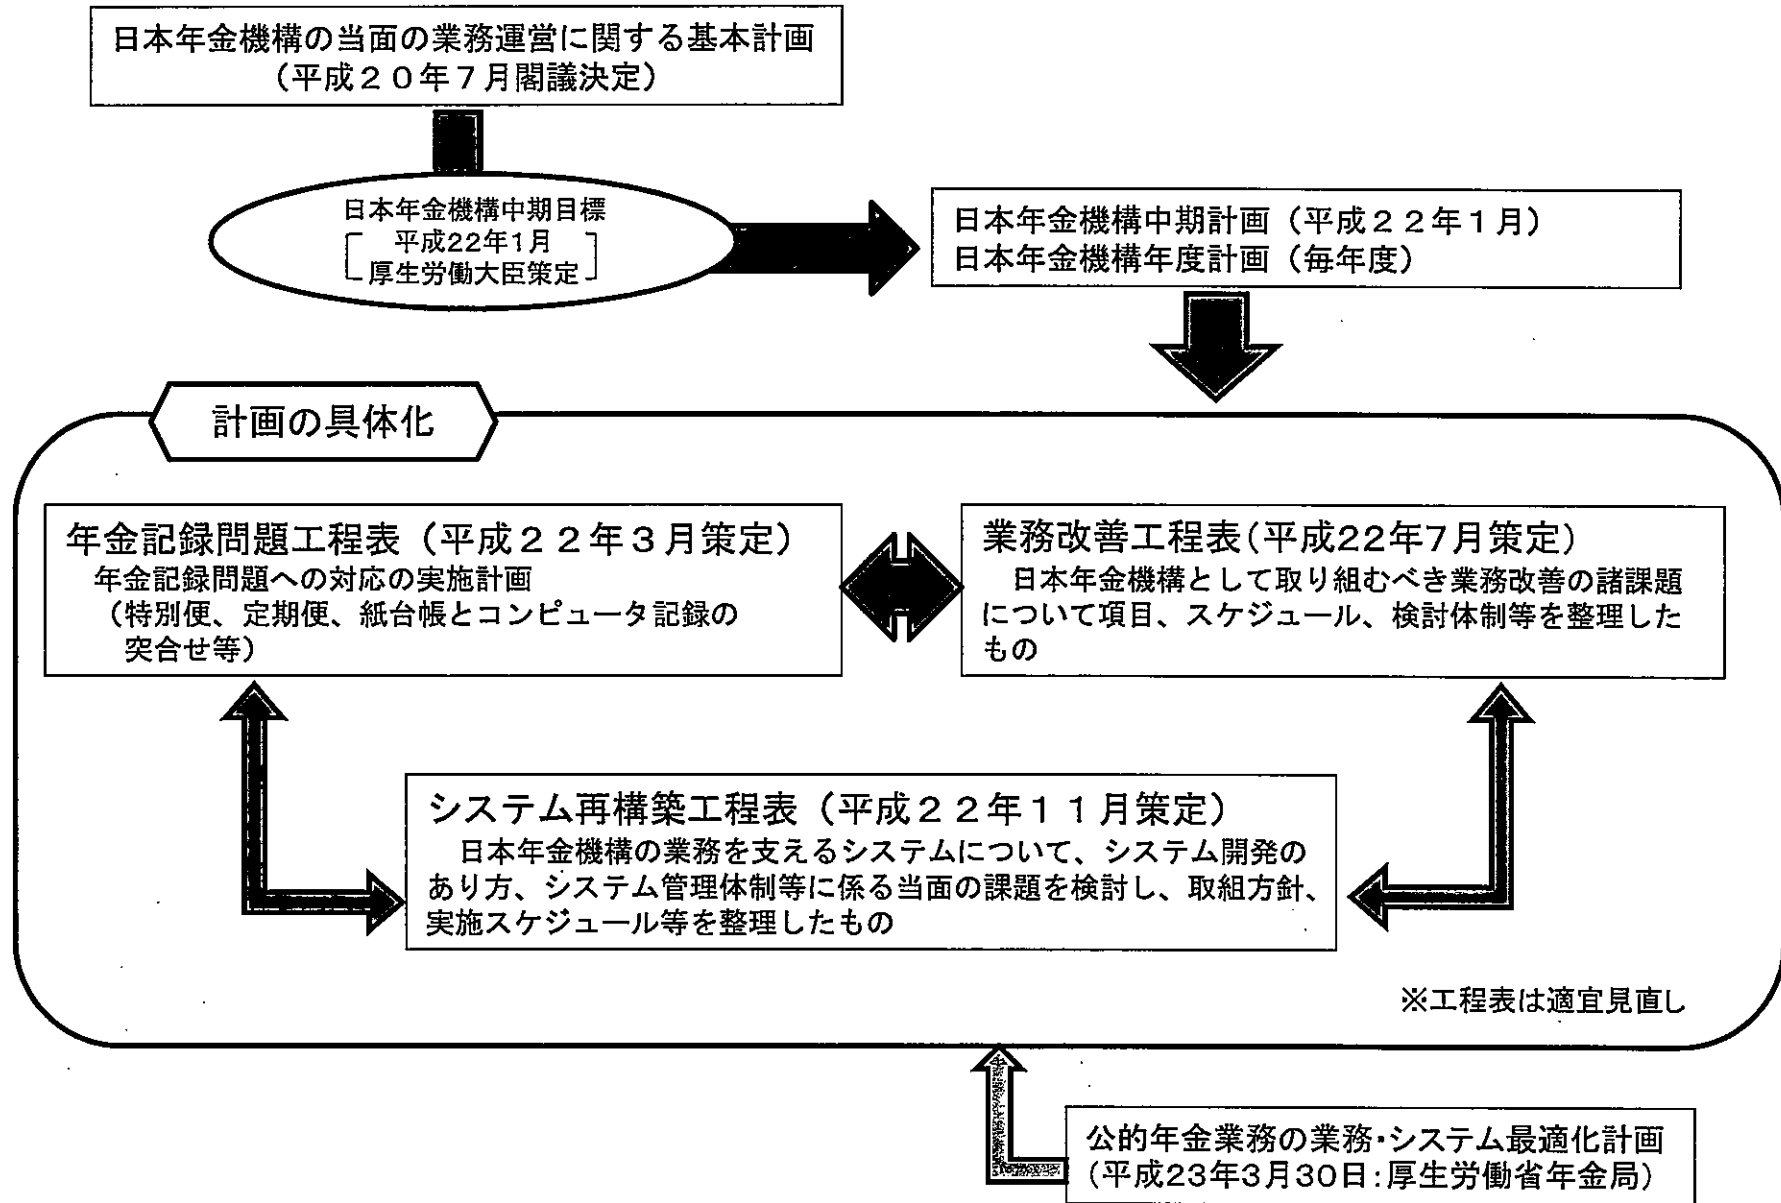 日本年金機構の当面の業務運営に関する基本計画
（平成２０年７月閣議決定）
日本年金機構中期目標
平成22年1月
厚生労働大臣策定
日本年金機構中期計画（平成２２年１月）
日本年金機構年度計画（毎年度）
計画の具体化
年金記録問題工程表（平成２２年３月策定）
年金記録問題への対応の実施計画
（特別便、定期便、紙台帳とコンピュータ記録の
突合せ等）
業務改善工程表(平成22年7月策定)
日本年金機構として取り組むべき業務改善の諸課題
について項目、スケジュール、検討体制等を整理した
もの
システム再構築工程表（平成２２年１１月策定）
日本年金機構の業務を支えるシステムについて、システム開発の
あり方、システム管理体制等に係る当面の課題を検討し、取組方針、
実施スケジュール等を整理したもの
※工程表は適宜見直し
公的年金業務の業務・システム最適化計画
(平成23年3月30日:厚生労働省年金局)